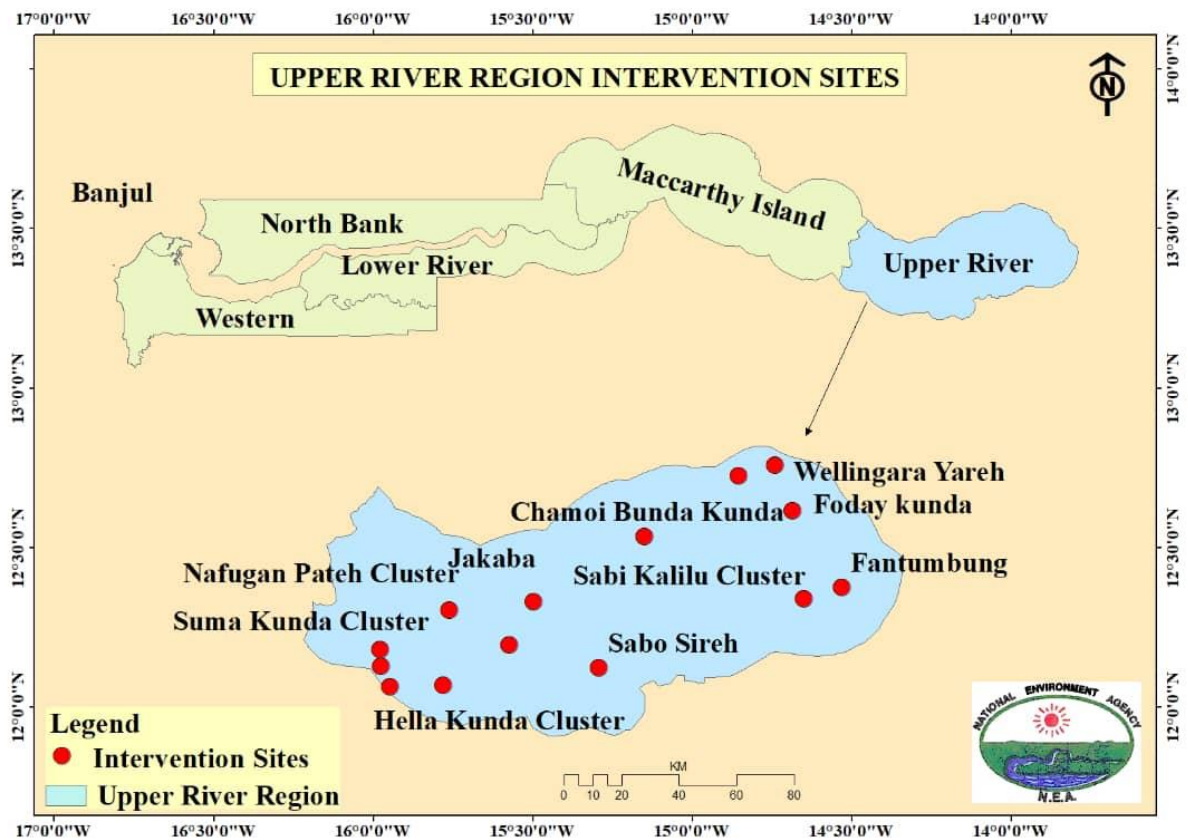 17°0'0"W 16°30'0"W 16°0'0"W 15°30'0"W 15°0'0"W 14°30'0"W 14°0'0"W
UPPER RIVER REGION INTERVENTION SITES
N
14°0'0"N
14°0'0"N
Banjul
Maccarthy Island
North Bank
13°30'0"N
13°30'0"N
Lower River
Upper River
Western
13°0'0"N
13°0'0"N
Wellingara Yareh
Chamoi Bunda Kunda
Foday kunda
12°30'0"N
12°30'0"N
Jakaba
Nafugan Pateh Cluster
Sabi Kalilu Cluster
Fantumbung
Suma Kunda Cluster
Sabo Sireh
Hella Kunda Cluster
12°0'0"N
12°0'0"N
Legend
Intervention Sites
Upper River Region
KM
0 10 20 40 60 80
NATIONAL ENVIRONMENT AGENCY
N.E.A.
17°0'0"W 16°30'0"W 16°0'0"W 15°30'0"W 15°0'0"W 14°30'0"W 14°0'0"W